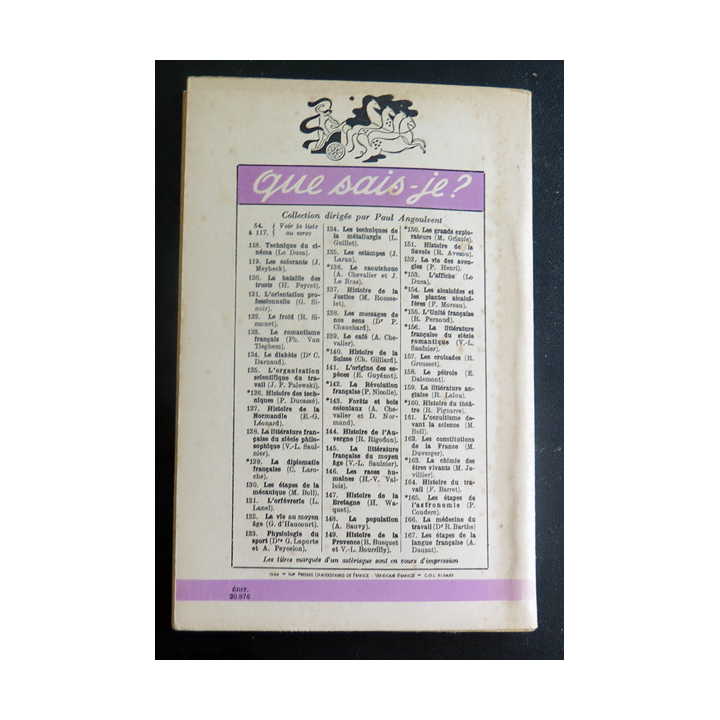 que sais-je?
Collection dirigée par Paul Angoulvent
54. } Voir la liste
à 117. } au verso
118. Technique du ci-
néma (Lo Duca).
119. Les colorants (J.
Meybeck).
120. La bataille des
trusts (H. Peyret).
121. L'orientation pro-
fessionnelle (G. Si-
noir).
122. Le froid (R. Si-
monet).
123. Le romantisme
français (Ph. Van
Tieghem).
124. Le diabète (Dr C.
Darnaud).
125. L'organisation
scientifique du tra-
vail (J. P. Palewski).
*126. Histoire des tech-
niques (P. Ducassé).
127. Histoire de la
Normandie (E.-G.
Léonard).
128. La littérature fran-
çaise du siècle philo-
sophique (V.-L. Saul-
nier).
*129. La diplomatie
française (C. Laro-
che).
130. Les étapes de la
mécanique (M. Boll).
131. L'orfèvrerie (L.
Lanel).
132. La vie au moyen
âge (G. d'Haucourt).
133. Physiologie du
sport (Drs G. Laporte
et A. Peyselon).
134. Les techniques de
la métallurgie (L.
Guillet).
135. Les estampes (J.
Laran).
*136. Le caoutchouc
(A. Chevalier et J.
Le Bras).
137. Histoire de la
Justice (M. Rousse-
let).
138. Les messages de
nos sens (Dr P.
Chauchard).
139. Le café (A. Che-
valier).
*140. Histoire de la
Suisse (Ch. Gilliard).
141. L'origine des es-
pèces (E. Guyénot).
*142. La Révolution
française (P. Nicolle).
*143. Forêts et bois
coloniaux (A. Che-
valier et D. Nor-
mand).
144. Histoire de l'Au-
vergne (R. Rigodon).
145. La littérature
française du moyen
âge (V.-L. Saulnier).
146. Les races hu-
maines (H.-V. Val-
lois).
147. Histoire de la
Bretagne (H. Wa-
quet).
148. La population
(A. Sauvy).
149. Histoire de la
Provence (R. Busquet
et V.-L. Bourrilly).
*150. Les grands explo-
rateurs (M. Griaule).
151. Histoire de la
Savoie (R. Avezou).
152. La vie des aveu-
gles (P. Henri).
*153. L'affiche (Lo
Duca).
*154. Les alcaloïdes et
les plantes alcaloï-
fères (F. Moreau).
*155. L'Unité française
(R. Pernoud).
*156. La littérature
française du siècle
romantique (V.-L.
Saulnier).
157. Les croisades (R.
Grousset).
158. Le pétrole (E.
Dalemont).
159. La littérature an-
glaise (R. Lalou).
*160. Histoire du théâ-
tre (R. Pignarre).
161. L'occultisme de-
vant la science (M.
Boll).
162. Les constitutions
de la France (M.
Duverger).
*163. La chimie des
êtres vivants (M. Ja-
villier).
164. Histoire du tra-
vail (F. Barret).
*165. Les étapes de
l'astronomie (P.
Couderc).
166. La médecine du
travail (Dr R. Barthe)
167. Les étapes de la
langue française (A.
Dauzat).
Les titres marqués d'un astérisque sont en cours d'impression
1944 — Imp. Presses Universitaires de France - Vendome (France) — C.O.L.
ÉDIT.
20.876